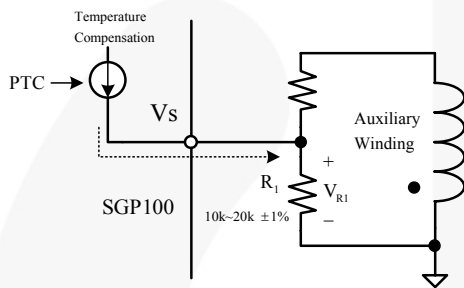 Temperature
Compensation
PTC
Vs
Auxiliary
Winding
+
R1
VR1
SGP100
10k~20k ±1%
−